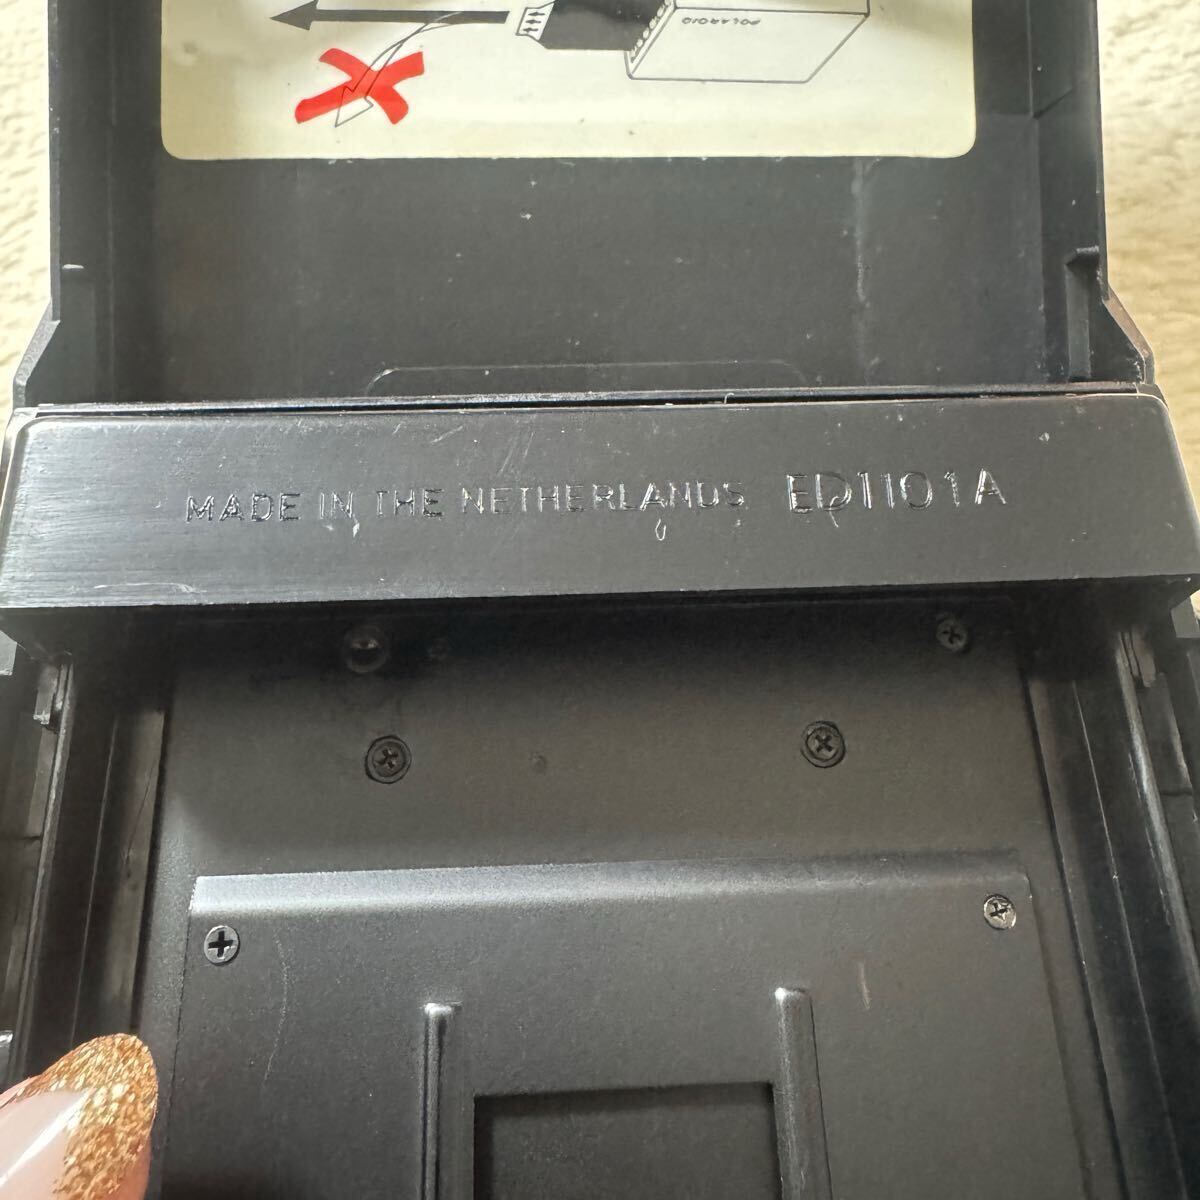 POLAROID
MADE IN THE NETHERLANDS ED1101A